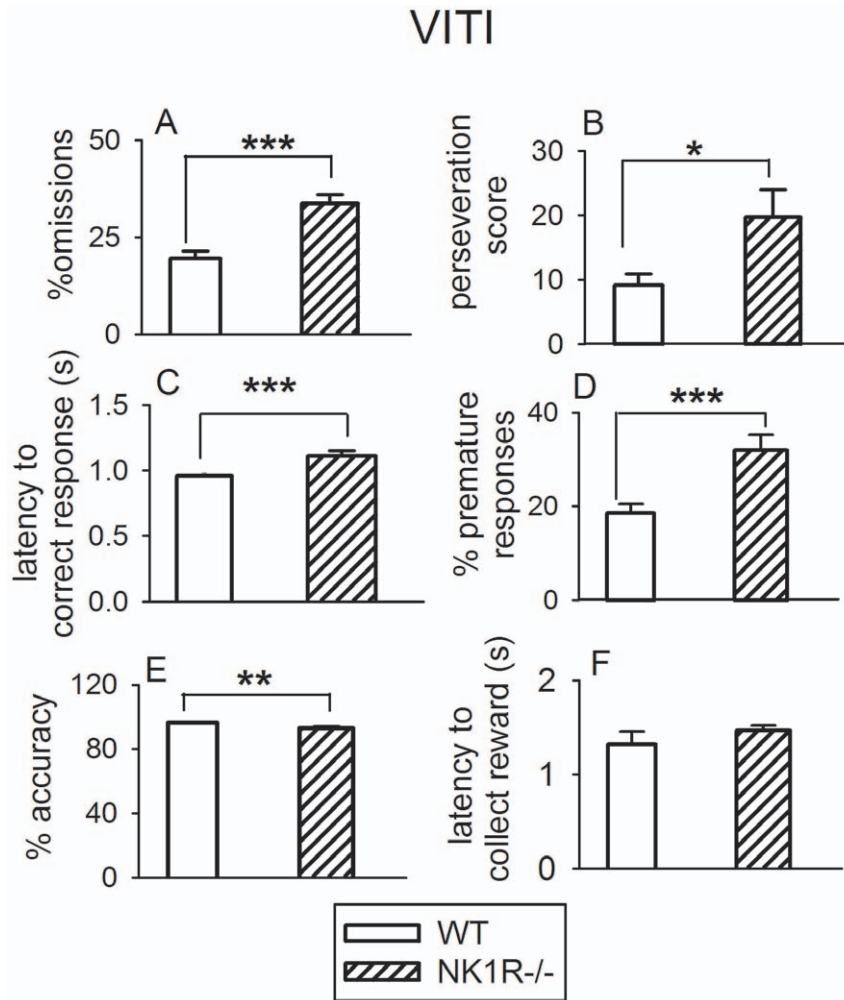 VITI
A
%omissions
50
25
0
***
B
perseveration
score
30
20
10
0
*
C
latency to
correct response (s)
1.5
1.0
0.5
0.0
***
D
% premature
responses
40
20
0
***
E
% accuracy
120
80
40
0
**
F
latency to
collect reward (s)
2
1
0
WT
NK1R-/-